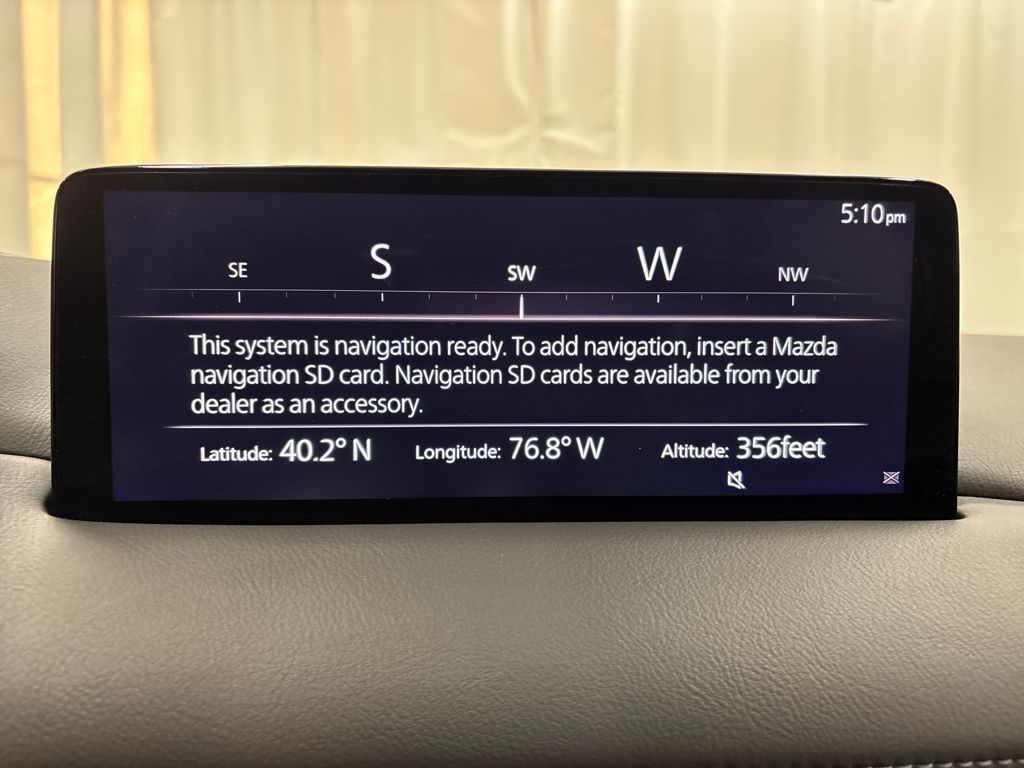 5:10pm
SE S SW W NW
This system is navigation ready. To add navigation, insert a Mazda
navigation SD card. Navigation SD cards are available from your
dealer as an accessory.
Latitude: 40.2° N Longitude: 76.8° W Altitude: 356feet